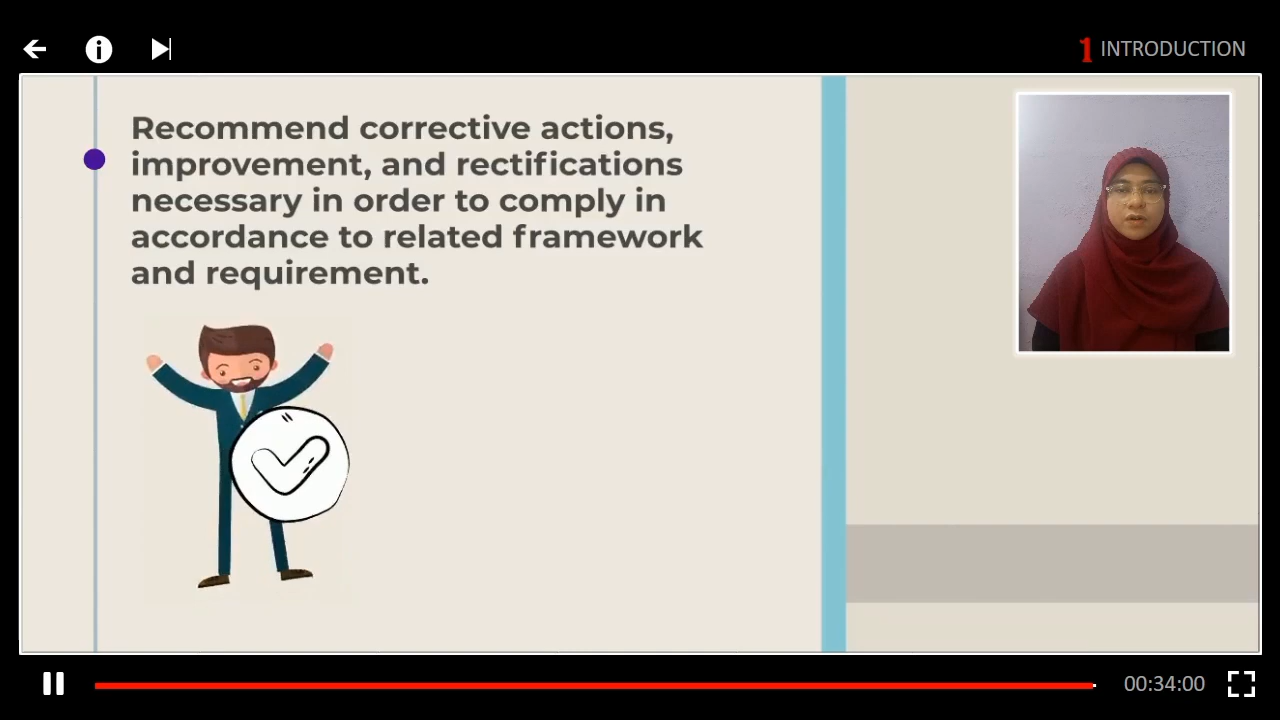 1 INTRODUCTION
Recommend corrective actions,
improvement, and rectifications
necessary in order to comply in
accordance to related framework
and requirement.
00:34:00